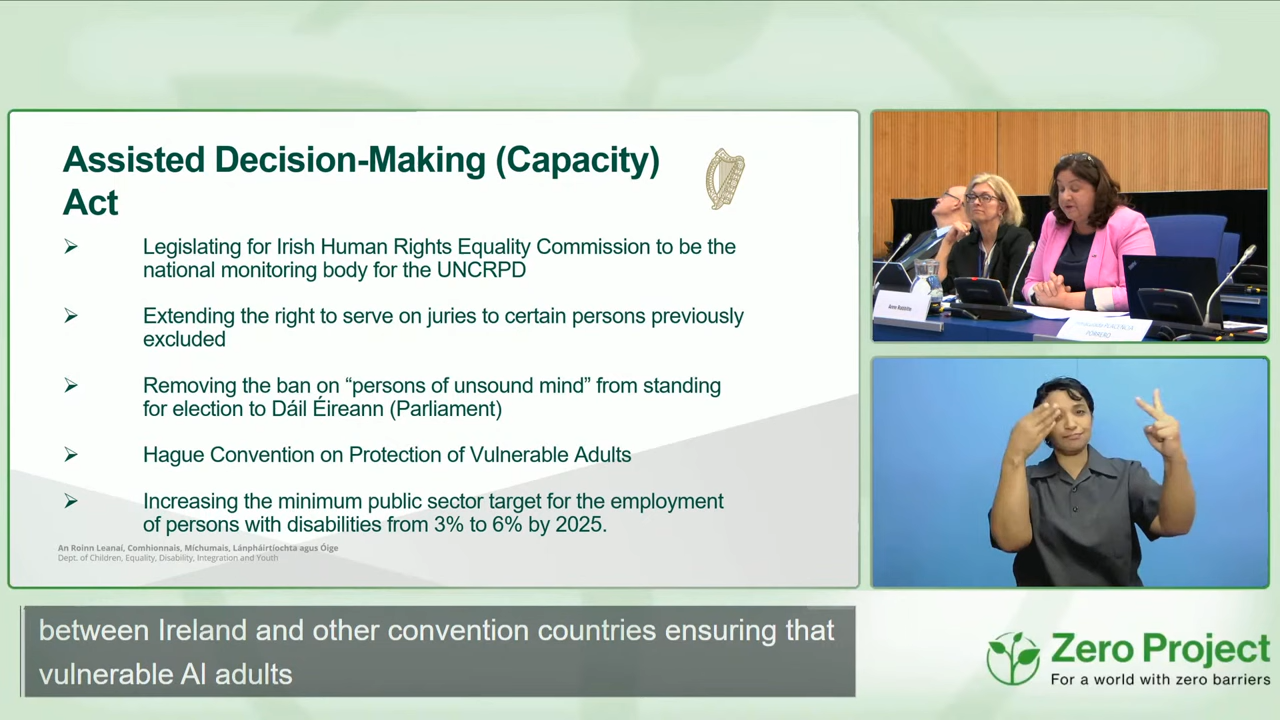 Assisted Decision-Making (Capacity)
Act
Legislating for Irish Human Rights Equality Commission to be the
national monitoring body for the UNCRPD
Extending the right to serve on juries to certain persons previously
excluded
Removing the ban on “persons of unsound mind” from standing
for election to Dáil Éireann (Parliament)
Hague Convention on Protection of Vulnerable Adults
Increasing the minimum public sector target for the employment
of persons with disabilities from 3% to 6% by 2025.
An Roinn Leanaí, Comhionnais, Míchumais, Lánpháirtíochta agus Óige
Dept. of Children, Equality, Disability, Integration and Youth
between Ireland and other convention countries ensuring that
vulnerable AI adults
Zero Project
For a world with zero barriers